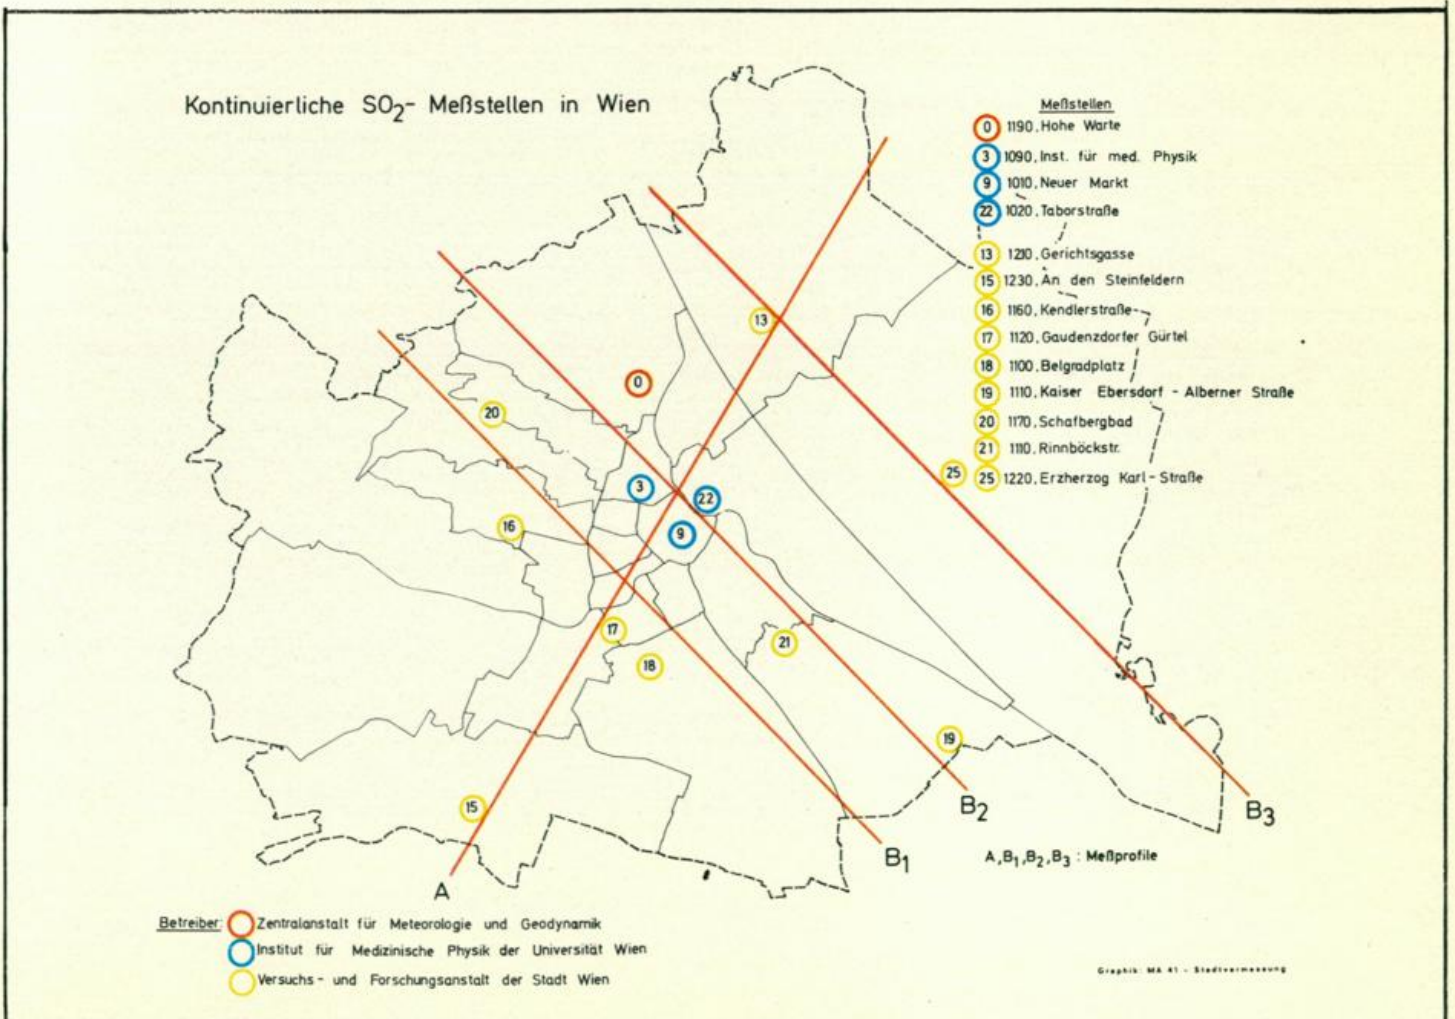 Kontinuierliche SO2- Meßstellen in Wien
Meßstellen
0 1190, Hohe Warte
3 1090, Inst. für med. Physik
9 1010, Neuer Markt
22 1020, Taborstraße
13 1210, Gerichtsgasse
15 1230, An den Steinfeldern
16 1160, Kendlerstraße
17 1120, Gaudenzdorfer Gürtel
18 1100, Belgradplatz
19 1110, Kaiser Ebersdorf - Alberner Straße
20 1170, Schafbergbad
21 1110, Rinnböckstr.
25 1220, Erzherzog Karl-Straße
13
0
20
25
3
22
16
9
17
21
18
19
15
B2
B3
B1
A
A, B1, B2, B3 : Meßprofile
Betreiber:
Zentralanstalt für Meteorologie und Geodynamik
Institut für Medizinische Physik der Universität Wien
Versuchs- und Forschungsanstalt der Stadt Wien
Graphik: MA 41 - Stadtvermessung